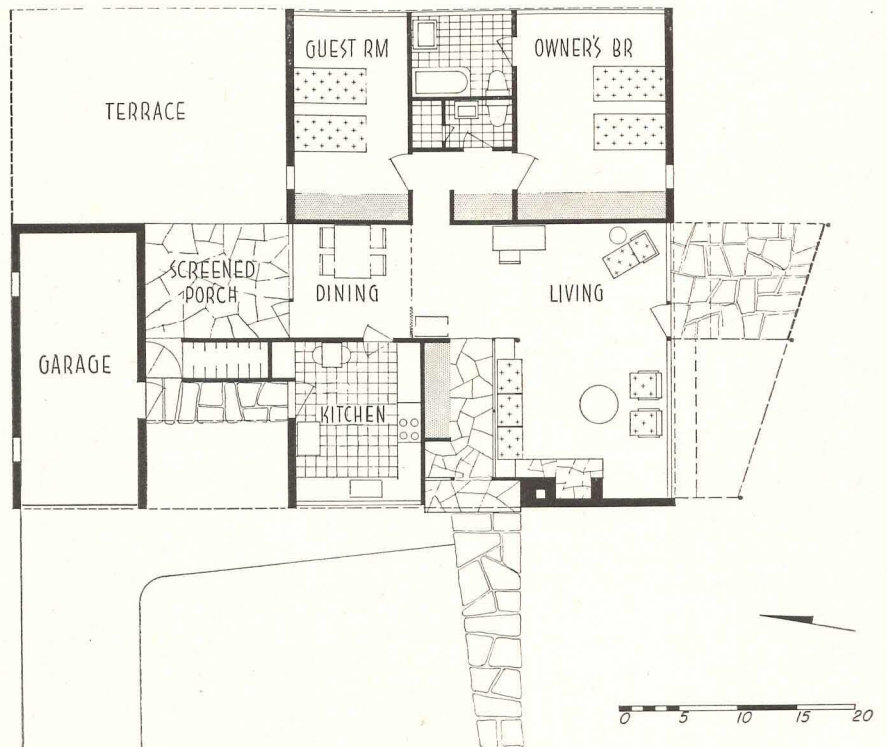 GUEST RM
OWNER'S BR
TERRACE
SCREENED
PORCH
DINING
LIVING
GARAGE
KITCHEN
0 5 10 15 20